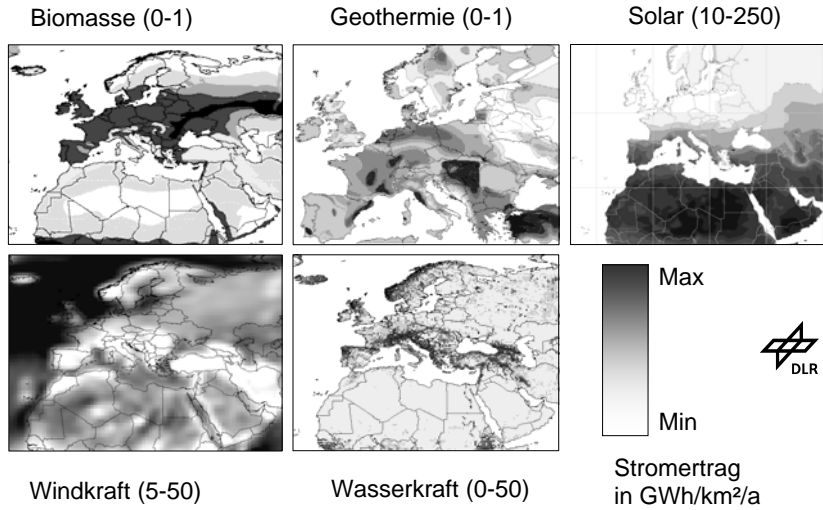 Biomasse (0-1)
Geothermie (0-1)
Solar (10-250)
Max
Min
DLR
Windkraft (5-50)
Wasserkraft (0-50)
Stromertrag
in GWh/km²/a